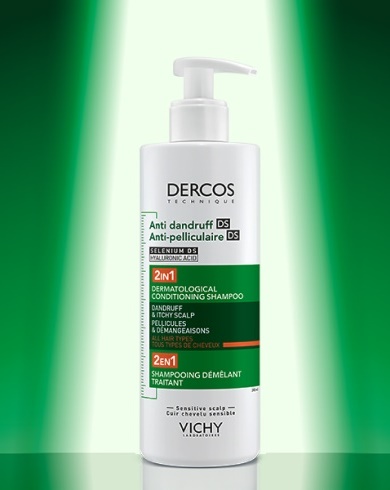 DERCOS
TECHNIQUE
Anti dandruff DS
Anti-pelliculaire DS
SELENIUM DS
HYALURONIC ACID
2IN1
DERMATOLOGICAL
CONDITIONING SHAMPOO
DANDRUFF
& ITCHY SCALP
PELLICULES
& DÉMANGEAISONS
ALL HAIR TYPES
TOUS TYPES DE CHEVEUX
2EN1
SHAMPOOING DÉMÊLANT
TRAITANT
Sensitive scalp
Cuir chevelu sensible
VICHY
LABORATOIRES